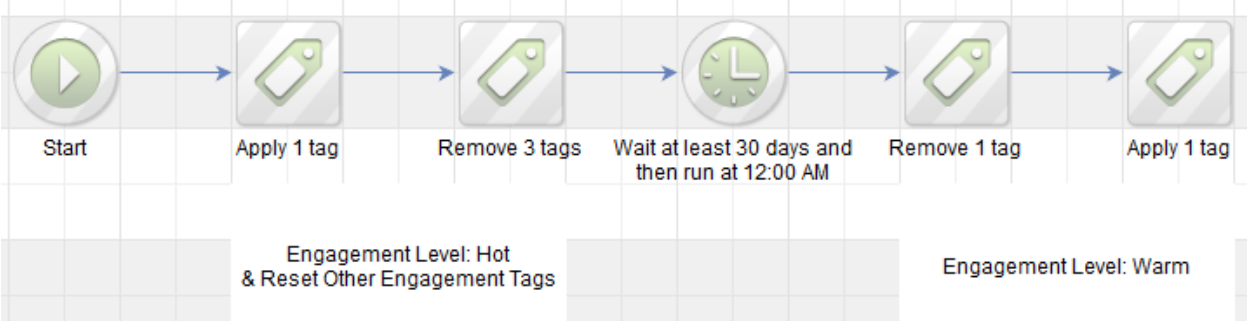 Start
Apply 1 tag
Remove 3 tags
Wait at least 30 days and
then run at 12:00 AM
Remove 1 tag
Apply 1 tag
Engagement Level: Hot
& Reset Other Engagement Tags
Engagement Level: Warm